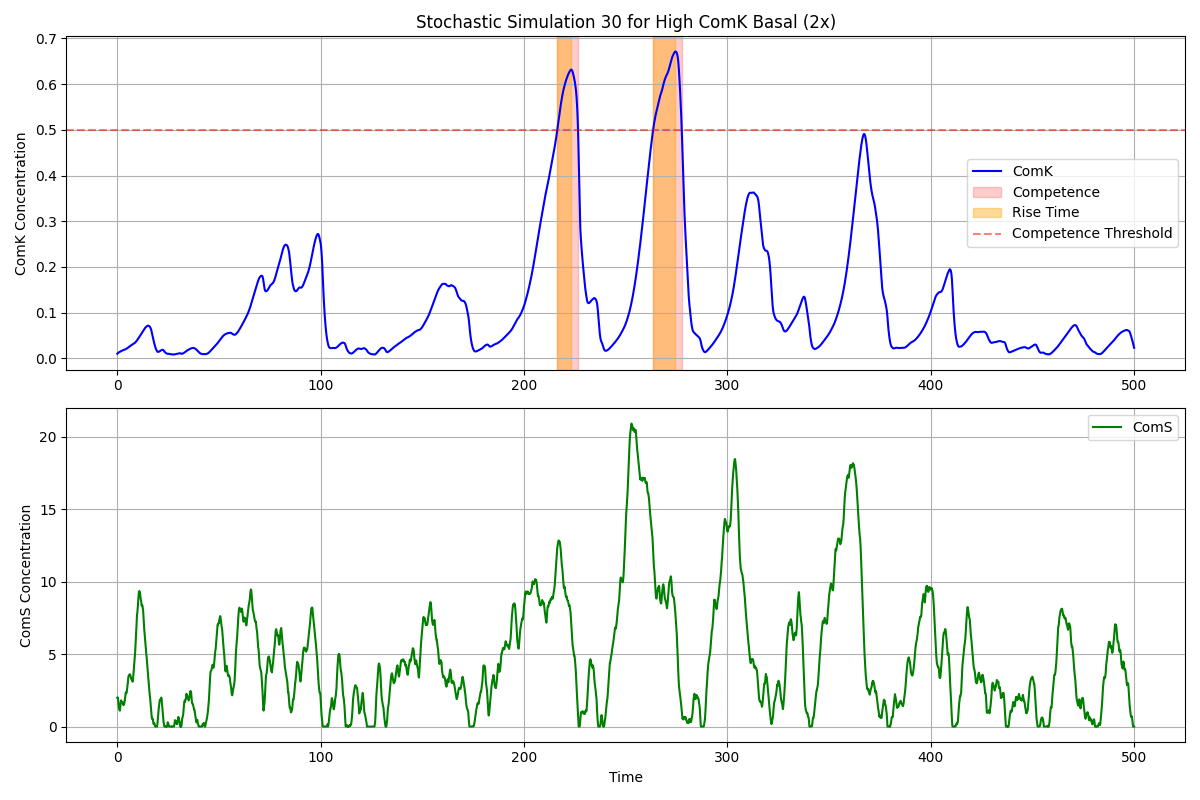 Stochastic Simulation 30 for High ComK Basal (2x)
ComK Concentration
0.7
0.6
0.5
0.4
0.3
0.2
0.1
0.0
ComK
Competence
Rise Time
Competence Threshold
0 100 200 300 400 500
ComS Concentration
20
15
10
5
0
ComS
0 100 200 300 400 500
Time